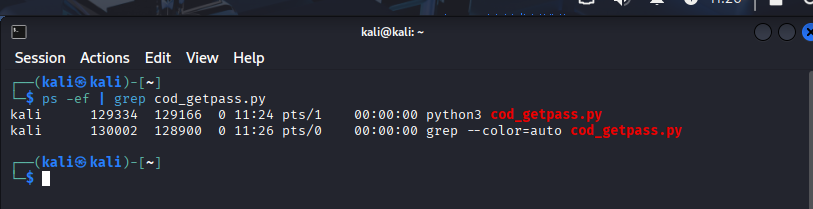 kali@kali: ~
Session Actions Edit View Help
┌──(kali㉿kali)-[~]
└─$ ps -ef | grep cod_getpass.py
kali      129334  129166  0 11:24 pts/1    00:00:00 python3 cod_getpass.py
kali      130002  128900  0 11:26 pts/0    00:00:00 grep --color=auto cod_getpass.py
┌──(kali㉿kali)-[~]
└─$